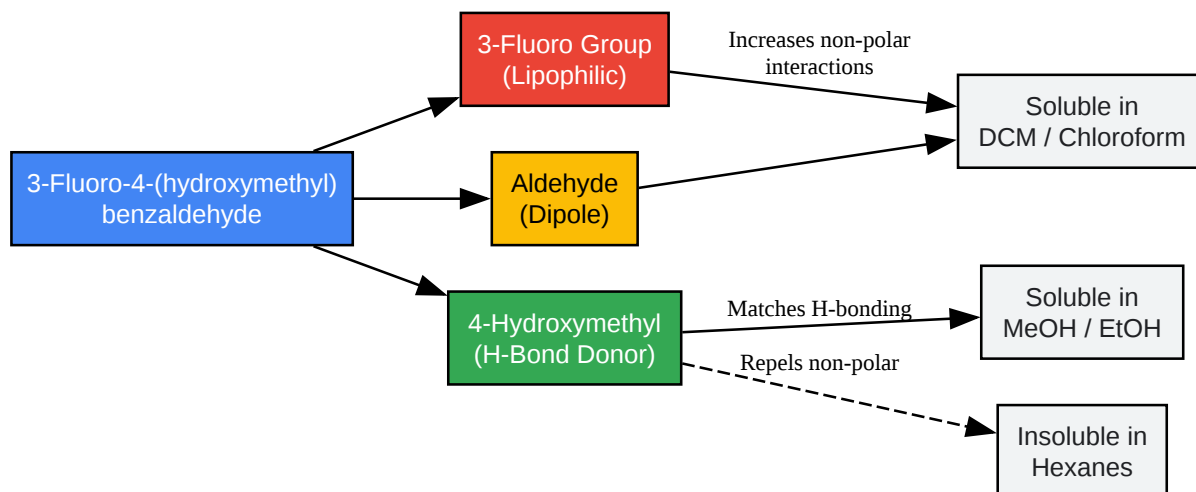 3-Fluoro-4-(hydroxymethyl)
benzaldehyde
3-Fluoro Group
(Lipophilic)
Increases non-polar
interactions
Soluble in
DCM / Chloroform
Aldehyde
(Dipole)
4-Hydroxymethyl
(H-Bond Donor)
Matches H-bonding
Soluble in
MeOH / EtOH
Repels non-polar
Insoluble in
Hexanes